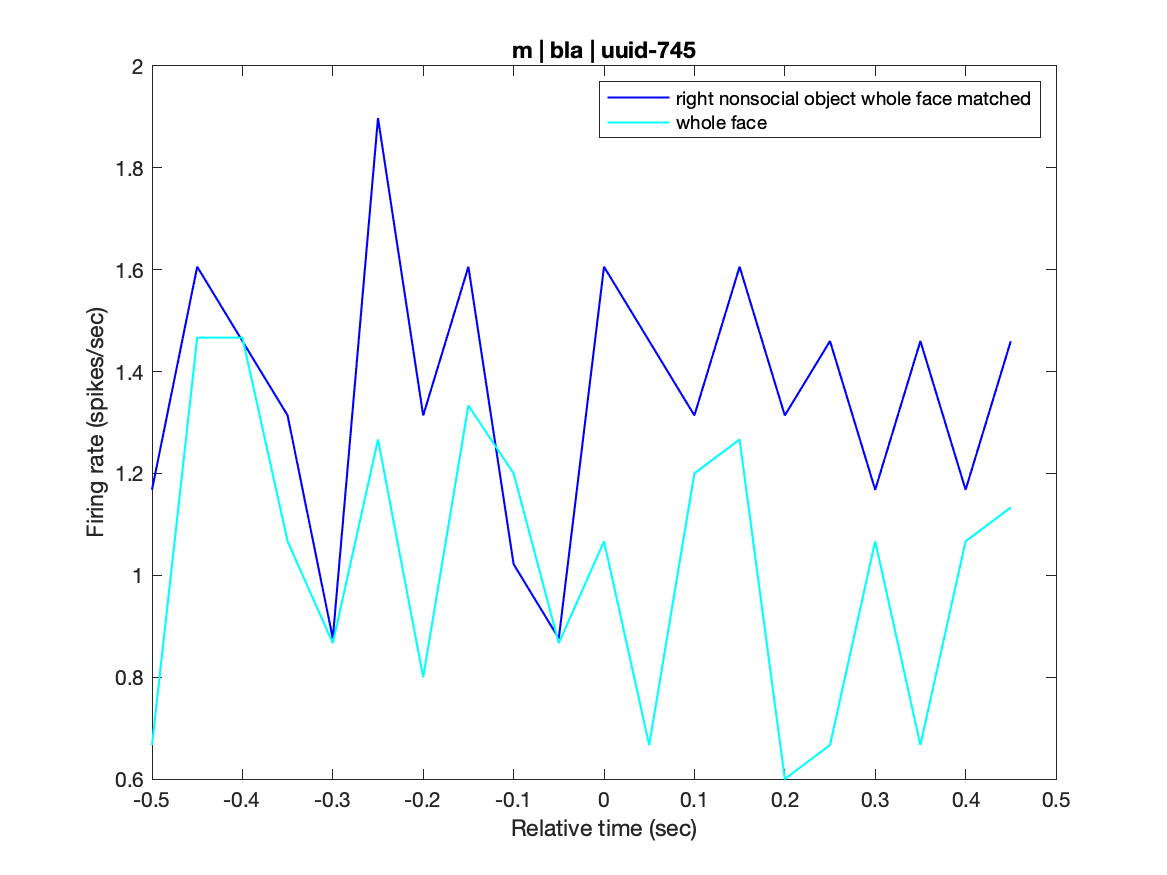 m | bla | uuid-745
right nonsocial object whole face matched
whole face
Firing rate (spikes/sec)
2
1.8
1.6
1.4
1.2
1
0.8
0.6
-0.5 -0.4 -0.3 -0.2 -0.1 0 0.1 0.2 0.3 0.4 0.5
Relative time (sec)